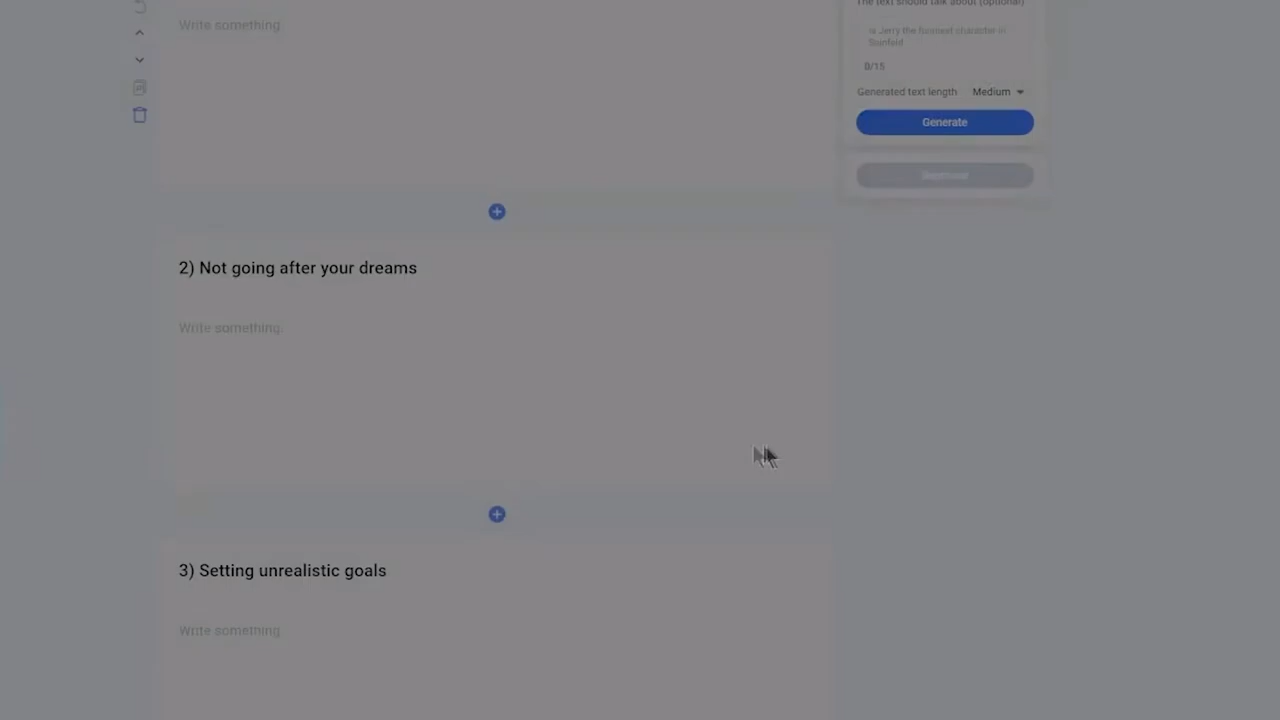 Write something.
The text should talk about (optional)
Is Jerry the funniest character in
Seinfeld
0/15
Generated text length Medium
Generate
2) Not going after your dreams
Write something.
3) Setting unrealistic goals
Write something